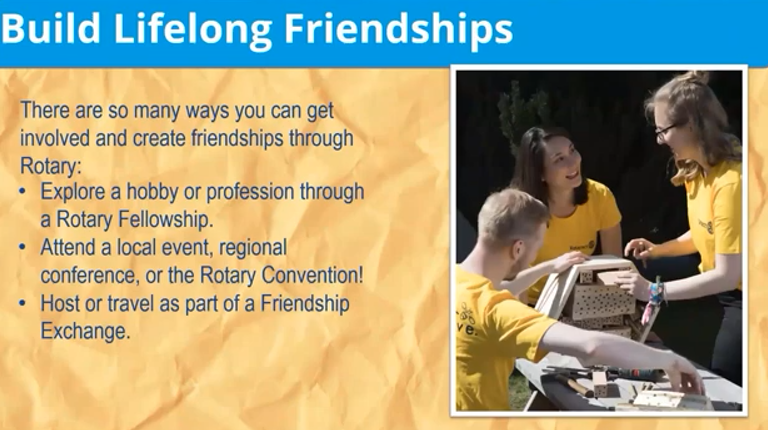 Build Lifelong Friendships
There are so many ways you can get
involved and create friendships through
Rotary:
• Explore a hobby or profession through
a Rotary Fellowship.
• Attend a local event, regional
conference, or the Rotary Convention!
• Host or travel as part of a Friendship
Exchange.